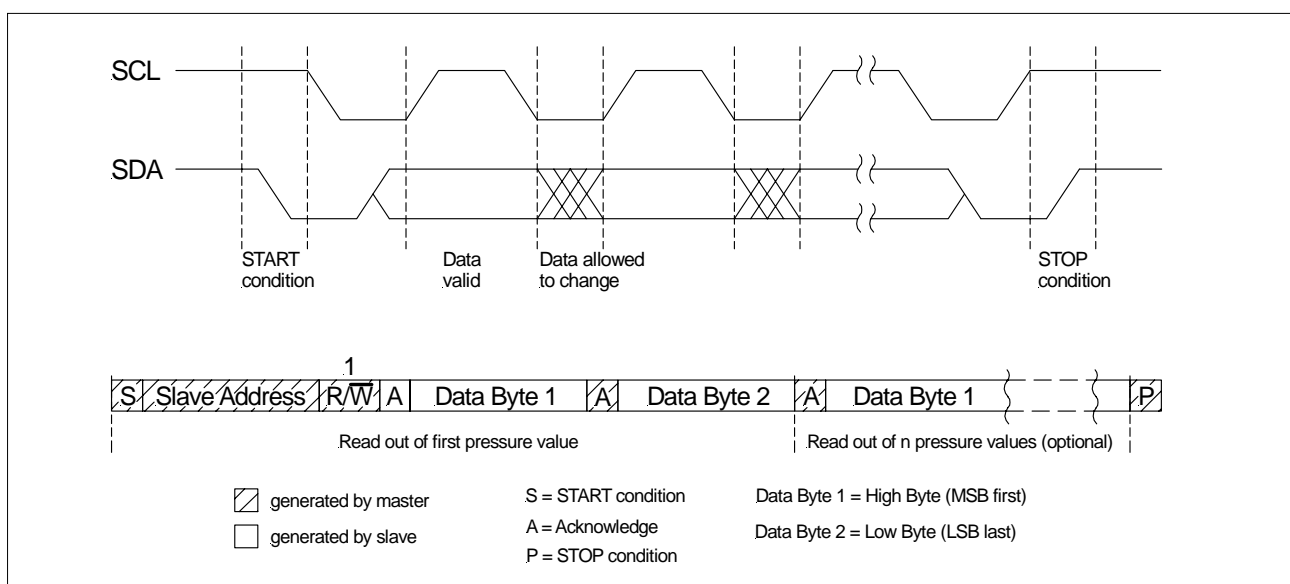 SCL
SDA
START
condition
Data
valid
Data allowed
to change
STOP
condition
1
S Slave Address R/W̅ A Data Byte 1 A Data Byte 2 A Data Byte 1 P
Read out of first pressure value
Read out of n pressure values (optional)
generated by master
generated by slave
S = START condition
A = Acknowledge
P = STOP condition
Data Byte 1 = High Byte (MSB first)
Data Byte 2 = Low Byte (LSB last)